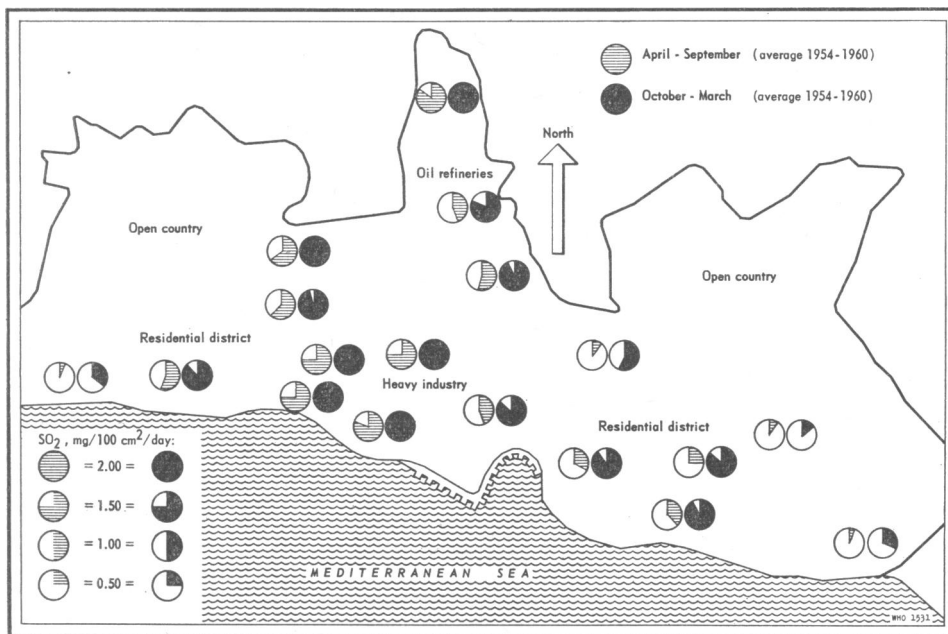 April - September (average 1954-1960)
October - March (average 1954-1960)
North
Oil refineries
Open country
Open country
Residential district
Heavy industry
Residential district
SO₂, mg/100 cm²/day:
= 2.00 =
= 1.50 =
= 1.00 =
= 0.50 =
MEDITERRANEAN SEA
WHO 1531